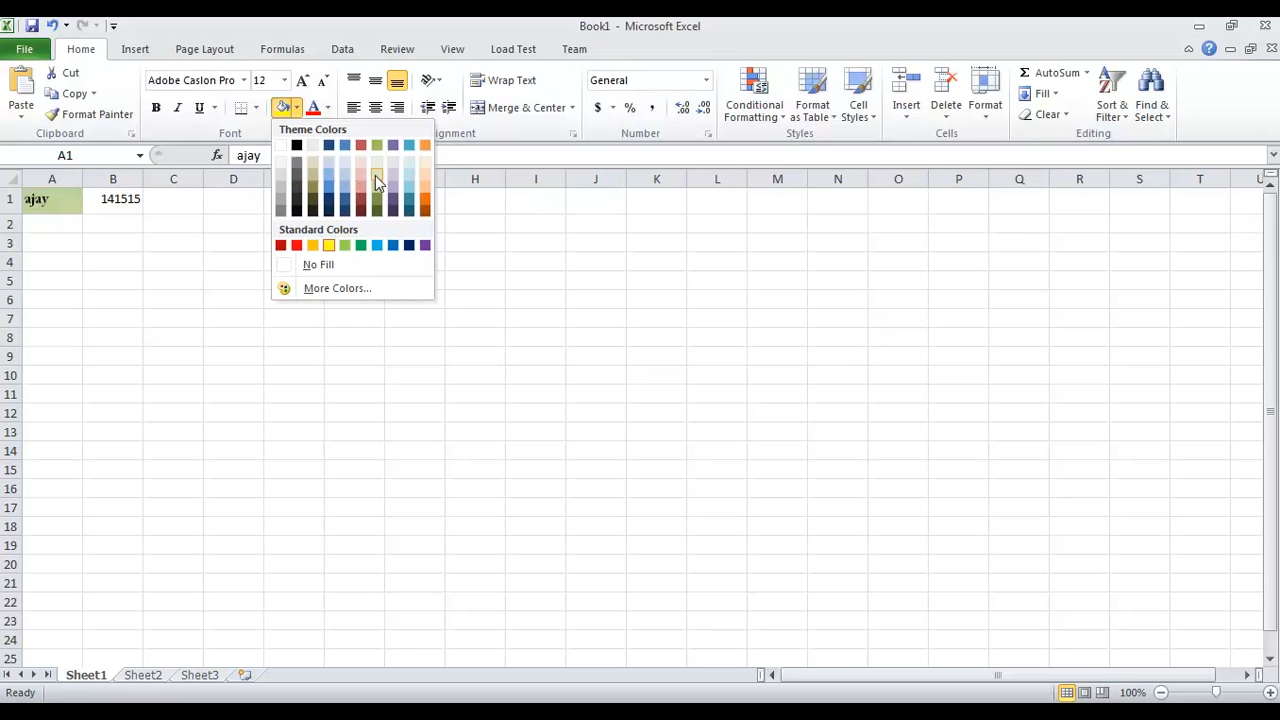 Book1 - Microsoft Excel
File Home Insert Page Layout Formulas Data Review View Load Test Team
Paste
Cut
Copy
Format Painter
Clipboard
Adobe Caslon Pro 12
B I U
Font
Wrap Text
Merge & Center
General
$ % ,
Conditional Formatting
Format as Table
Cell Styles
Styles
Insert
Delete
Format
Cells
AutoSum
Fill
Clear
Sort & Filter
Find & Select
Editing
A1 fx ajay
Theme Colors
Standard Colors
No Fill
More Colors...
A B C D H I J K L M N O P Q R S T U
1 ajay 141515
2
3
4
5
6
7
8
9
10
11
12
13
14
15
16
17
18
19
20
21
22
23
24
25
Sheet1 Sheet2 Sheet3
Ready 100%